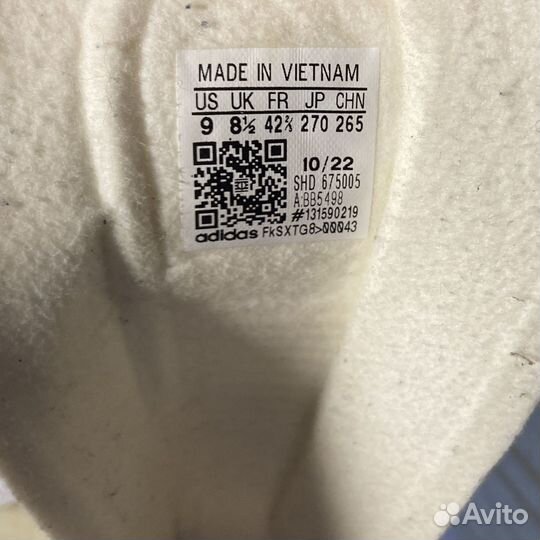 MADE IN VIETNAM
US UK FR JP CHN
9 8½ 42⅔ 270 265
10/22
SHD 675005
A:BB5498
#131590219
adidas FkSXTG8>00043
Avito